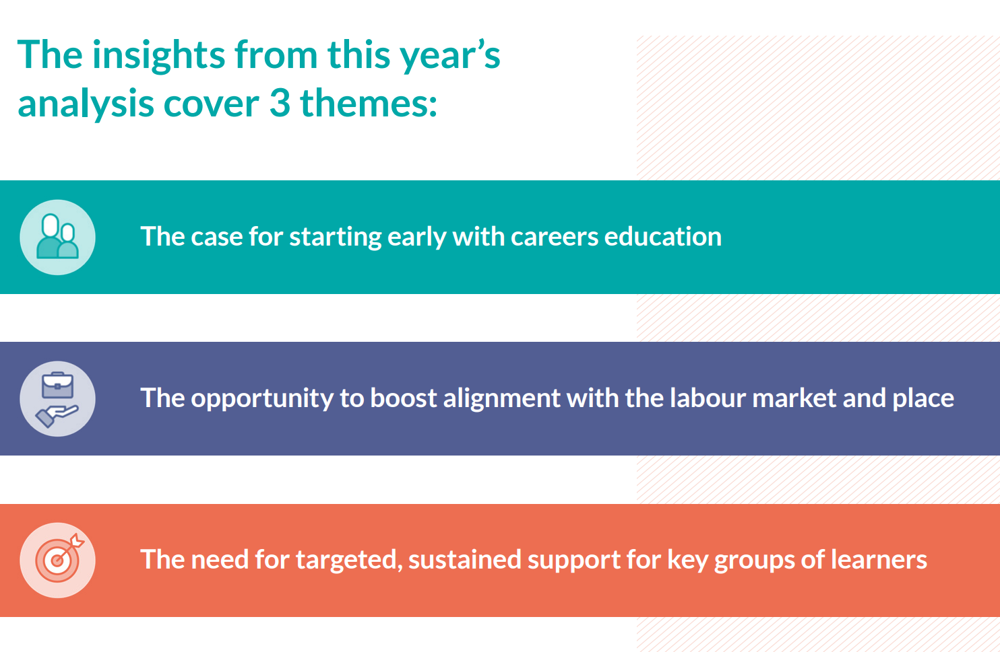 The insights from this year’s
analysis cover 3 themes:
The case for starting early with careers education
The opportunity to boost alignment with the labour market and place
The need for targeted, sustained support for key groups of learners